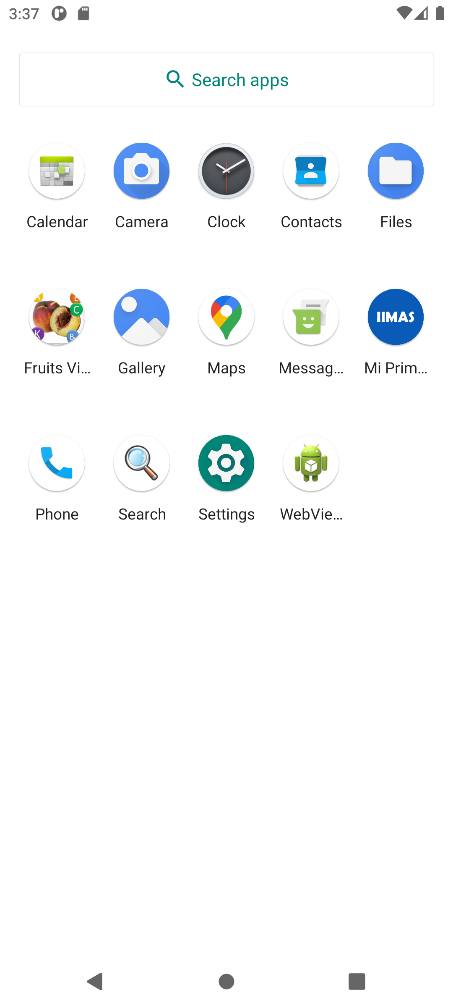 3:37
Search apps
Calendar
Camera
Clock
Contacts
Files
Fruits Vi...
Gallery
Maps
Messag...
IIMAS
Mi Prim...
Phone
Search
Settings
WebVie...